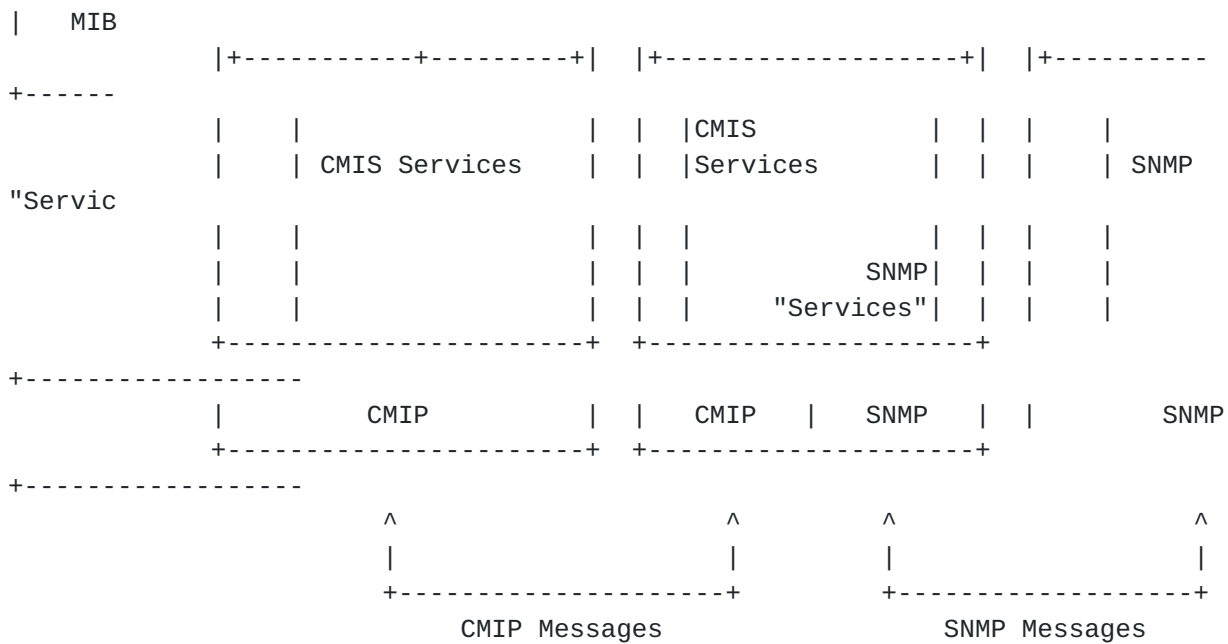 |   MIB
             |+-----------+---------+|  |+-------------------+|  |+----------
+------
             |    |                  |  |  |CMIS           |  |  |    |
             |    | CMIS Services    |  |  |Services       |  |  |    | SNMP
"Servic
             |    |                  |  |  |               |  |  |    |
             |    |                  |  |  |           SNMP|  |  |    |
             |    |                  |  |  |     "Services"|  |  |    |
             +-----------------------+  +---------------------+
+------------------
             |         CMIP          |  |   CMIP   |   SNMP   |  |        SNMP
             +-----------------------+  +---------------------+
+------------------
                        ^                     ^         ^                   ^
                        |                     |         |                   |
                        +---------------------+         +-------------------+
                             CMIP Messages                  SNMP Messages